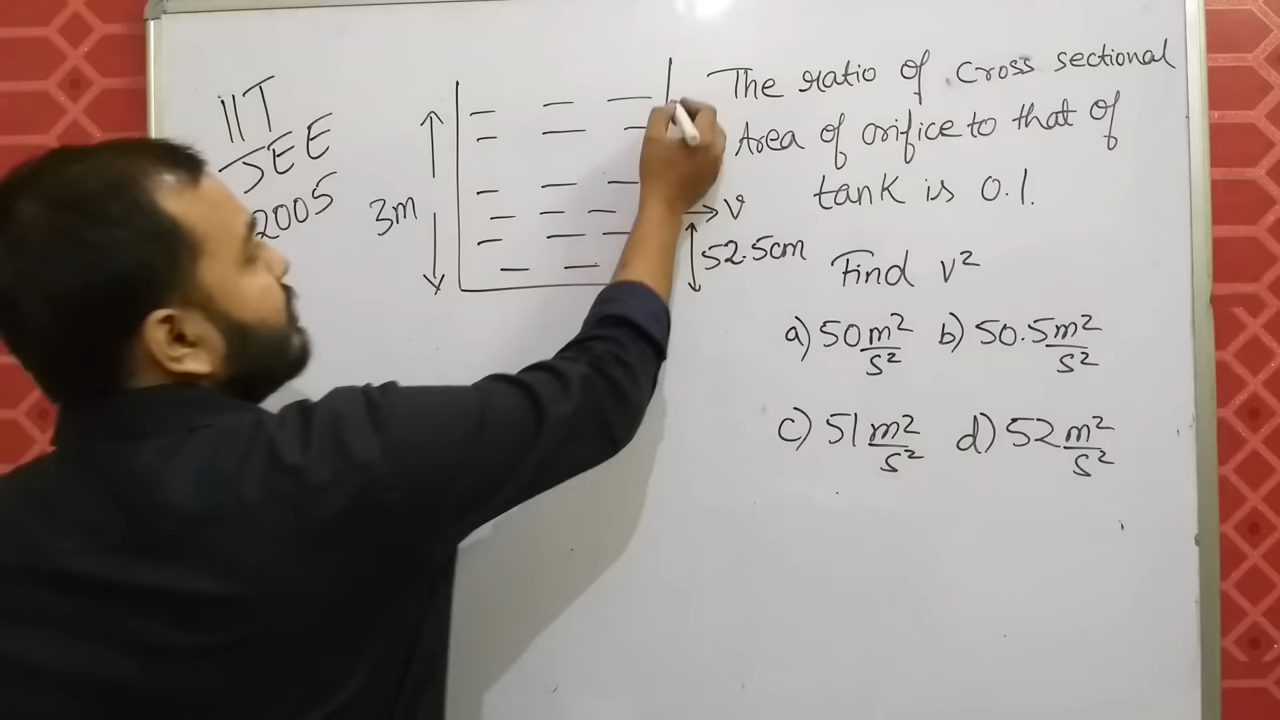 IIT
JEE
2005
3m
v
52.5cm
The ratio of cross sectional
Area of orifice to that of
tank is 0.1.
Find v²
a) 50 m²/s² b) 50.5 m²/s²
c) 51 m²/s² d) 52 m²/s²